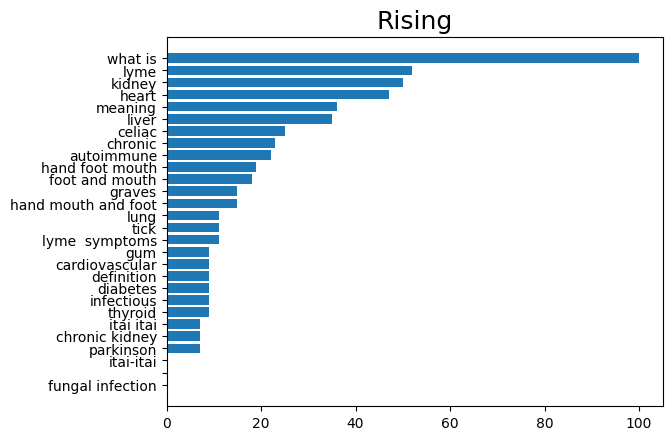 Rising
what is
lyme
kidney
heart
meaning
liver
celiac
chronic
autoimmune
hand foot mouth
foot and mouth
graves
hand mouth and foot
lung
tick
lyme  symptoms
gum
cardiovascular
definition
diabetes
infectious
thyroid
itai itai
chronic kidney
parkinson
itai-itai
fungal infection
0 20 40 60 80 100